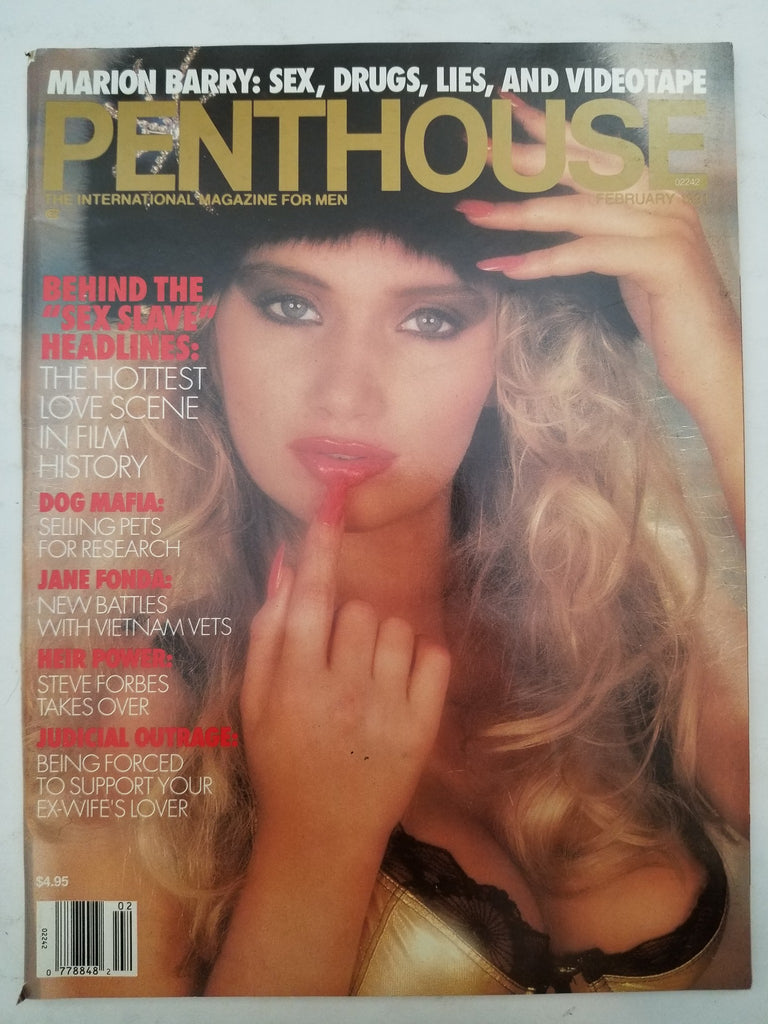 MARION BARRY: SEX, DRUGS, LIES, AND VIDEOTAPE
PENTHOUSE
02242
THE INTERNATIONAL MAGAZINE FOR MEN
FEBRUARY
BEHIND THE
"SEX SLAVE"
HEADLINES:
THE HOTTEST
LOVE SCENE
IN FILM
HISTORY
DOG MAFIA:
SELLING PETS
FOR RESEARCH
JANE FONDA:
NEW BATTLES
WITH VIETNAM VETS
HEIR POWER:
STEVE FORBES
TAKES OVER
JUDICIAL OUTRAGE:
BEING FORCED
TO SUPPORT YOUR
EX-WIFE'S LOVER
$4.95
02
02242
0 778848 2